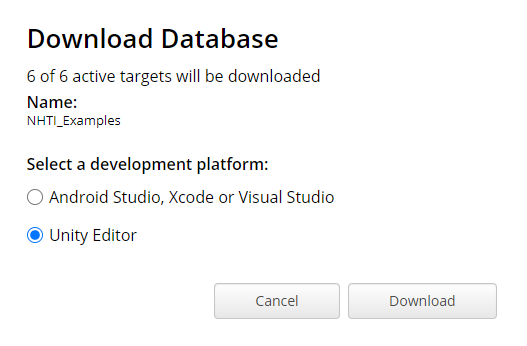 Download Database
6 of 6 active targets will be downloaded
Name:
NHTI_Examples
Select a development platform:
Android Studio, Xcode or Visual Studio
Unity Editor
Cancel
Download